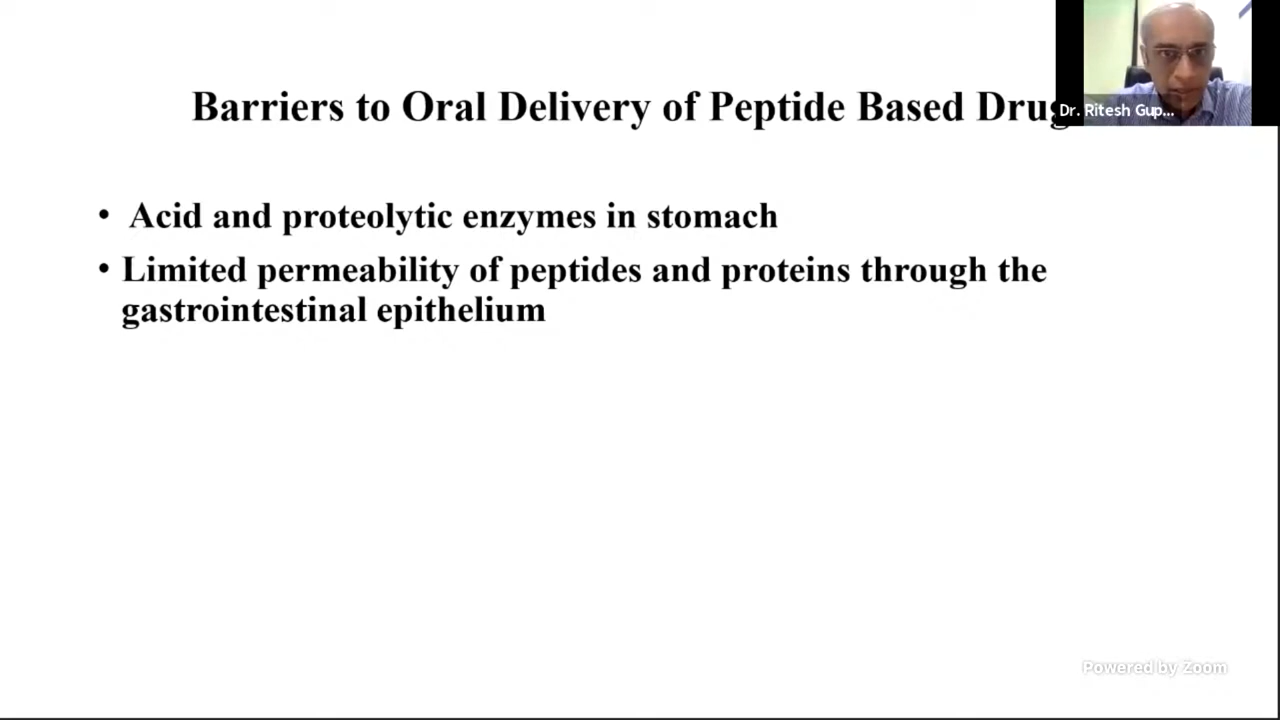 Barriers to Oral Delivery of Peptide Based Drug
Dr. Ritesh Gup...
• Acid and proteolytic enzymes in stomach
• Limited permeability of peptides and proteins through the
gastrointestinal epithelium
Powered by Zoom